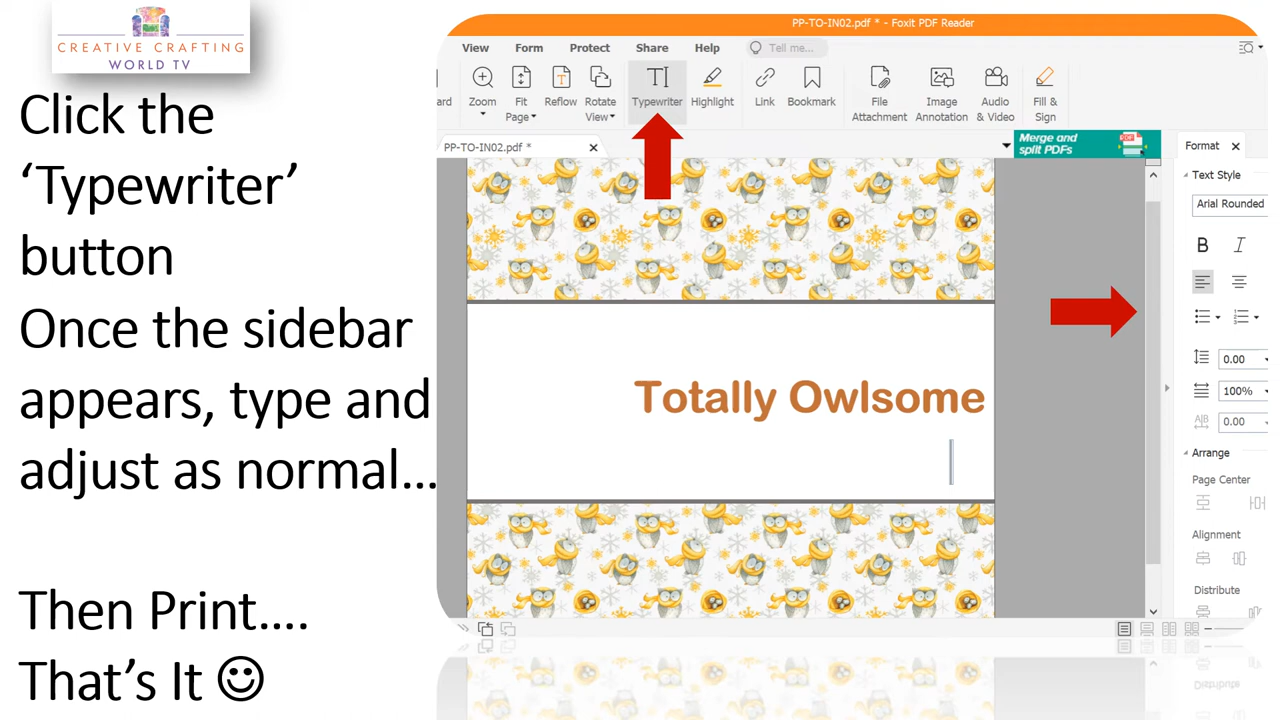 CREATIVE CRAFTING
WORLD TV
Click the
‘Typewriter’
button
Once the sidebar
appears, type and
adjust as normal...
Then Print....
That’s It ☺
PP-TO-IN02.pdf * - Foxit PDF Reader
View Form Protect Share Help Tell me...
ard Zoom Fit Page Reflow Rotate View Typewriter Highlight Link Bookmark File Attachment Image Annotation Audio & Video Fill & Sign
PP-TO-IN02.pdf *
Merge and
split PDFs
Totally Owlsome
Format
Text Style
Arial Rounded
B I
0.00
100%
0.00
Arrange
Page Center
Alignment
Distribute